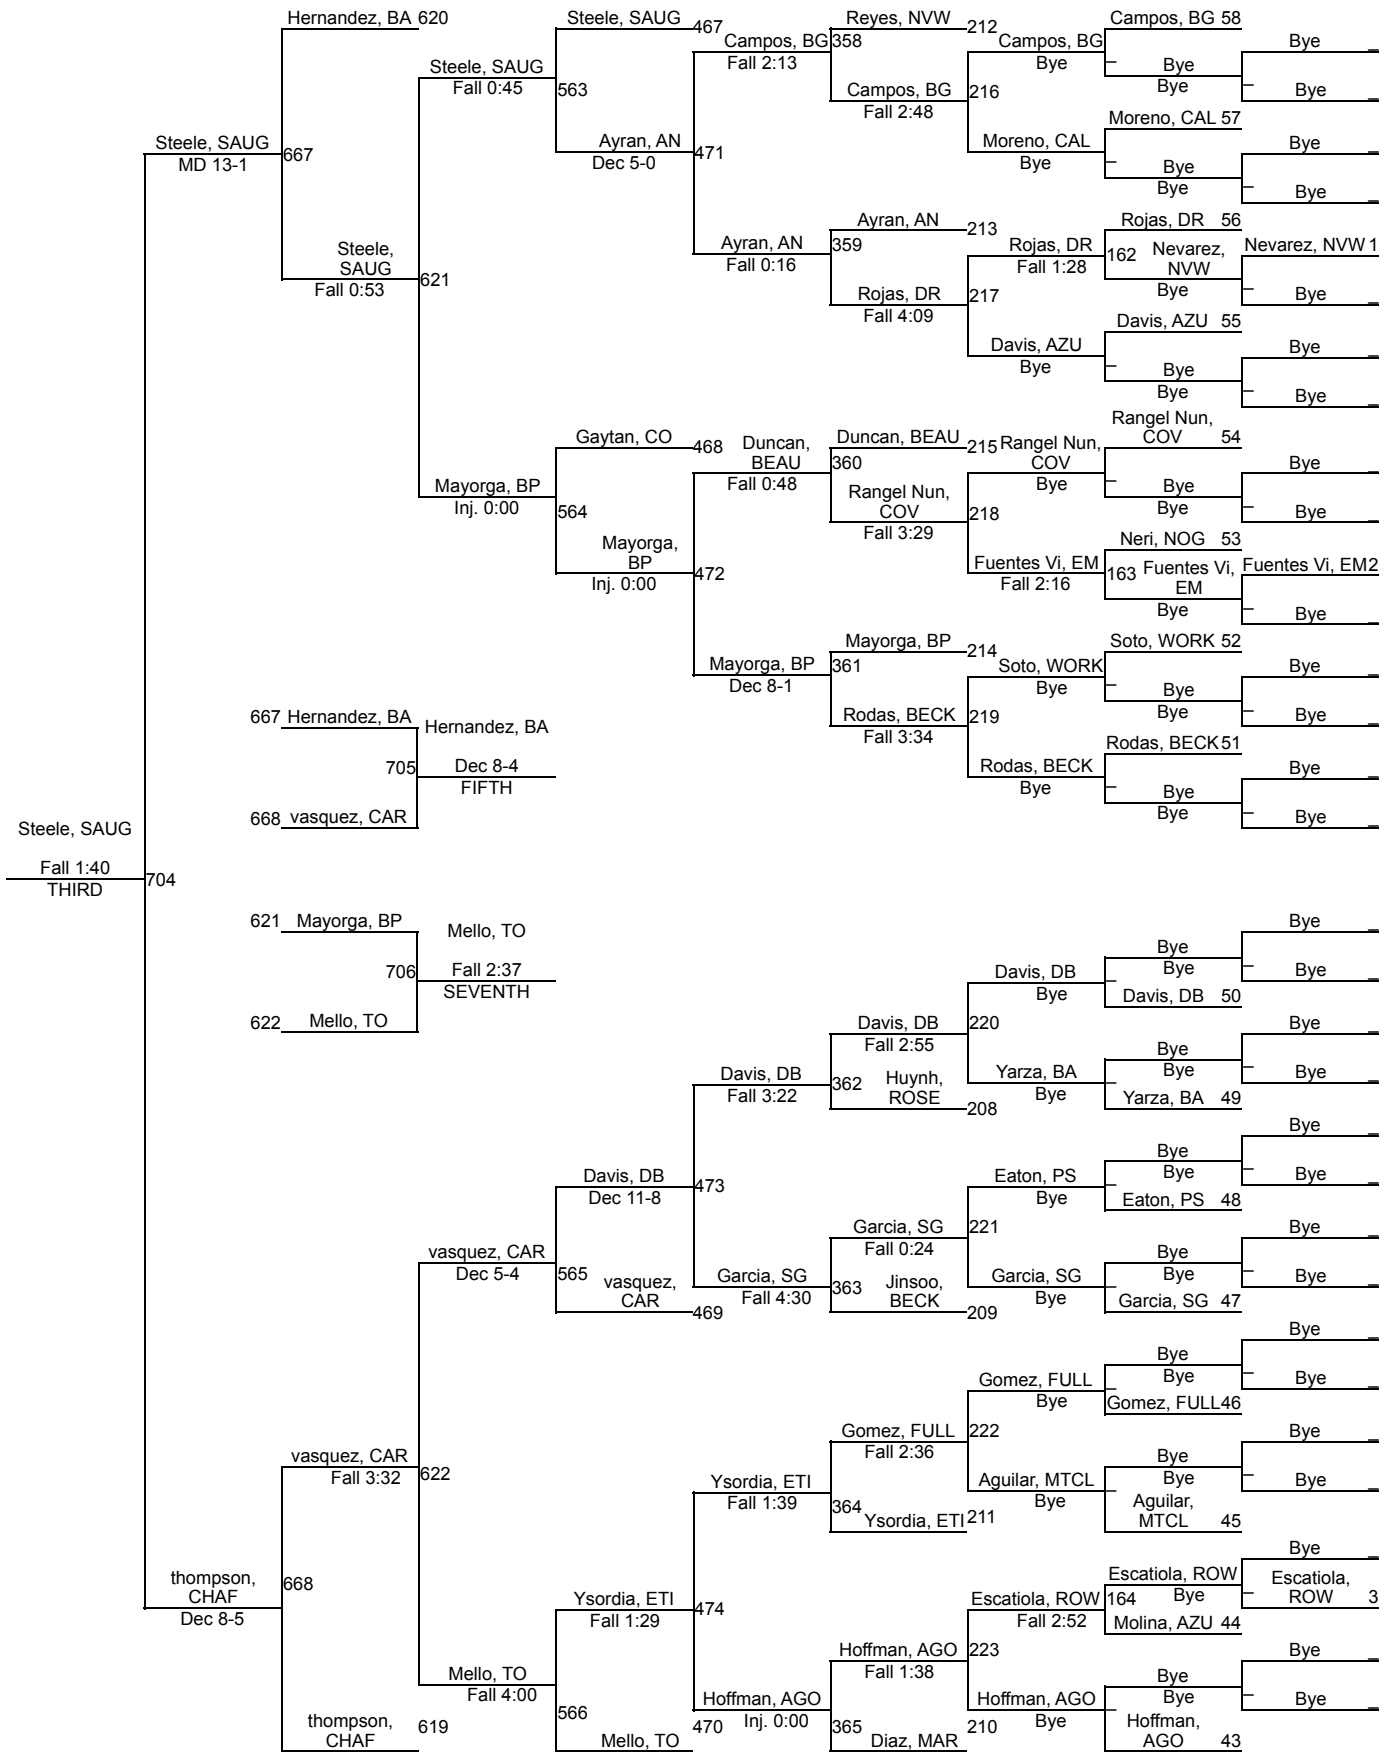 Hernandez, BA 620
Steele, SAUG
467
Reyes, NVW
212
Campos, BG 58
Bye
Campos, BG
358
Fall 2:13
Campos, BG
Bye
Steele, SAUG
Fall 0:45
Bye
Bye
Bye
563
Campos, BG
Fall 2:48
216
Moreno, CAL 57
Steele, SAUG
MD 13-1
667
Ayran, AN
Dec 5-0
471
Moreno, CAL
Bye
Bye
Bye
Bye
Bye
Ayran, AN
213
Rojas, DR 56
Steele,
SAUG
Fall 0:53
621
Ayran, AN
Fall 0:16
359
Rojas, DR
Fall 1:28
162
Nevarez,
NVW
Bye
Nevarez, NVW 1
Bye
Rojas, DR
Fall 4:09
217
Davis, AZU 55
Davis, AZU
Bye
Bye
Bye
Bye
Bye
Gaytan, CO
468
Duncan,
BEAU
Fall 0:48
Duncan, BEAU
215
Rangel Nun,
COV
Bye
Rangel Nun,
COV 54
360
Bye
Mayorga, BP
Inj. 0:00
564
Rangel Nun,
COV
Fall 3:29
218
Bye
Bye
Bye
Mayorga,
BP
Inj. 0:00
472
Neri, NOG 53
Fuentes Vi, EM
Fall 2:16
163
Fuentes Vi,
EM
Bye
Fuentes Vi, EM2
Bye
Mayorga, BP
214
Soto, WORK 52
Mayorga, BP
Dec 8-1
361
Soto, WORK
Bye
Bye
Bye
Bye
Bye
667 Hernandez, BA
Hernandez, BA
Rodas, BECK
Fall 3:34
219
Rodas, BECK51
705
Dec 8-4
FIFTH
Rodas, BECK
Bye
Bye
Bye
Bye
Bye
668 vasquez, CAR
Steele, SAUG
Fall 1:40
THIRD
704
621 Mayorga, BP
Mello, TO
Bye
706
Fall 2:37
SEVENTH
Davis, DB
Bye
Bye
Bye
Bye
Davis, DB 50
622 Mello, TO
Davis, DB
Fall 2:55
220
Bye
Davis, DB
Fall 3:22
362
Huynh,
ROSE
208
Yarza, BA
Bye
Bye
Bye
Bye
Yarza, BA 49
Bye
Davis, DB
Dec 11-8
473
Eaton, PS
Bye
Bye
Bye
Bye
Eaton, PS 48
Garcia, SG
Fall 0:24
221
Bye
vasquez, CAR
Dec 5-4
565
vasquez,
CAR
469
Garcia, SG
Fall 4:30
363
Jinsoo,
BECK
209
Garcia, SG
Bye
Bye
Bye
Bye
Garcia, SG 47
Bye
Gomez, FULL
Bye
Bye
Bye
Bye
Gomez, FULL46
vasquez, CAR
Fall 3:32
622
Gomez, FULL
Fall 2:36
222
Bye
Ysordia, ETI
Fall 1:39
364
Ysordia, ETI
211
Aguilar, MTCL
Bye
Bye
Bye
Bye
Aguilar,
MTCL 45
Bye
thompson,
CHAF
Dec 8-5
668
Ysordia, ETI
Fall 1:29
474
Escatiola, ROW
Fall 2:52
164
Escatiola, ROW
Bye
Escatiola,
ROW 3
Molina, AZU 44
Hoffman, AGO
Fall 1:38
223
Bye
Mello, TO
Fall 4:00
566
Hoffman, AGO
Inj. 0:00
365
Hoffman, AGO
Bye
Bye
Bye
Bye
thompson,
CHAF
619
Mello, TO
470
Diaz, MAR
210
Hoffman,
AGO 43